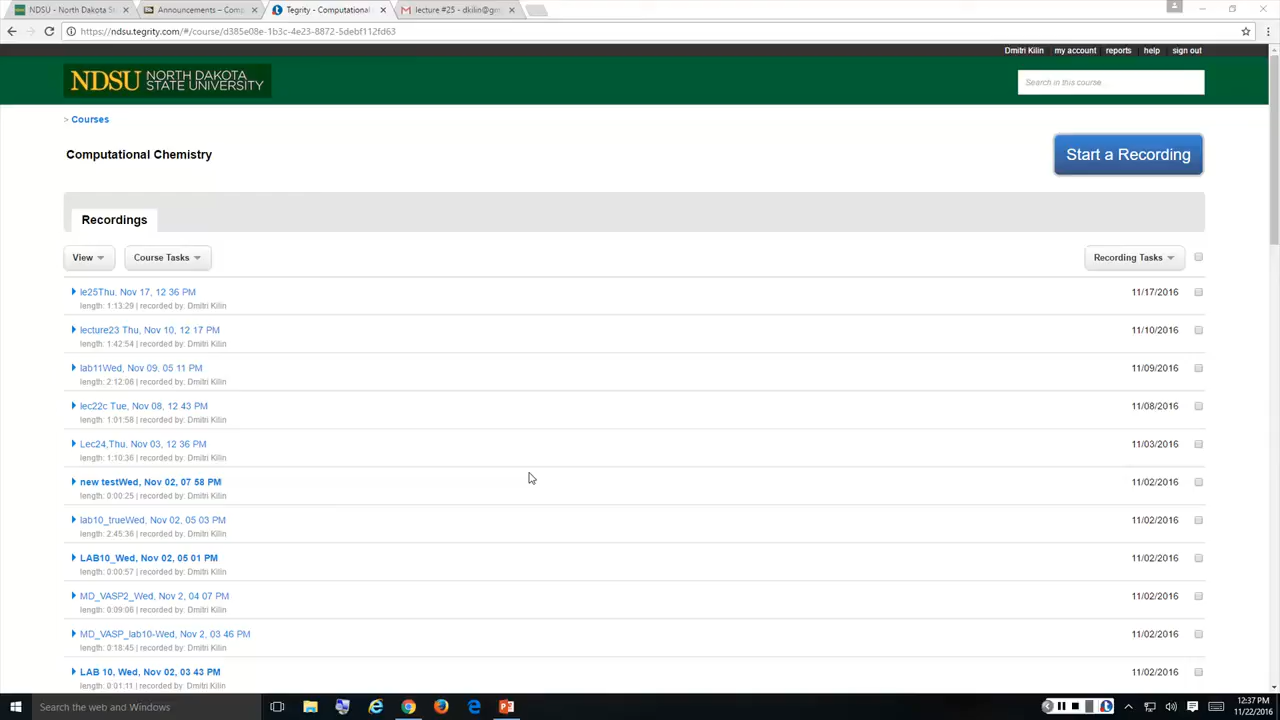 NDSU - North Dakota St
Announcements – Comp
Tegrity - Computational C
lecture #25 - dkilin@gm
https://ndsu.tegrity.com/#/course/d385e08e-1b3c-4e23-8872-5debf112fd63
Dmitri Kilin my account reports help sign out
NDSU NORTH DAKOTA STATE UNIVERSITY
Search in this course
> Courses
Computational Chemistry
Start a Recording
Recordings
View Course Tasks Recording Tasks
le25Thu, Nov 17, 12 36 PM 11/17/2016
length: 1:13:29 | recorded by: Dmitri Kilin
lecture23 Thu, Nov 10, 12 17 PM 11/10/2016
length: 1:42:54 | recorded by: Dmitri Kilin
lab11Wed, Nov 09. 05 11 PM 11/09/2016
length: 2:12:06 | recorded by: Dmitri Kilin
lec22c Tue, Nov 08, 12 43 PM 11/08/2016
length: 1:01:58 | recorded by: Dmitri Kilin
Lec24,Thu, Nov 03, 12 36 PM 11/03/2016
length: 1:10:36 | recorded by: Dmitri Kilin
new testWed, Nov 02, 07 58 PM 11/02/2016
length: 0:00:25 | recorded by: Dmitri Kilin
lab10_trueWed, Nov 02, 05 03 PM 11/02/2016
length: 2:45:36 | recorded by: Dmitri Kilin
LAB10_Wed, Nov 02, 05 01 PM 11/02/2016
length: 0:00:57 | recorded by: Dmitri Kilin
MD_VASP2_Wed, Nov 2, 04 07 PM 11/02/2016
length: 0:09:06 | recorded by: Dmitri Kilin
MD_VASP_lab10-Wed, Nov 2, 03 46 PM 11/02/2016
length: 0:18:45 | recorded by: Dmitri Kilin
LAB 10, Wed, Nov 02, 03 43 PM 11/02/2016
length: 0:01:11 | recorded by: Dmitri Kilin
Search the web and Windows
12:37 PM
11/22/2016